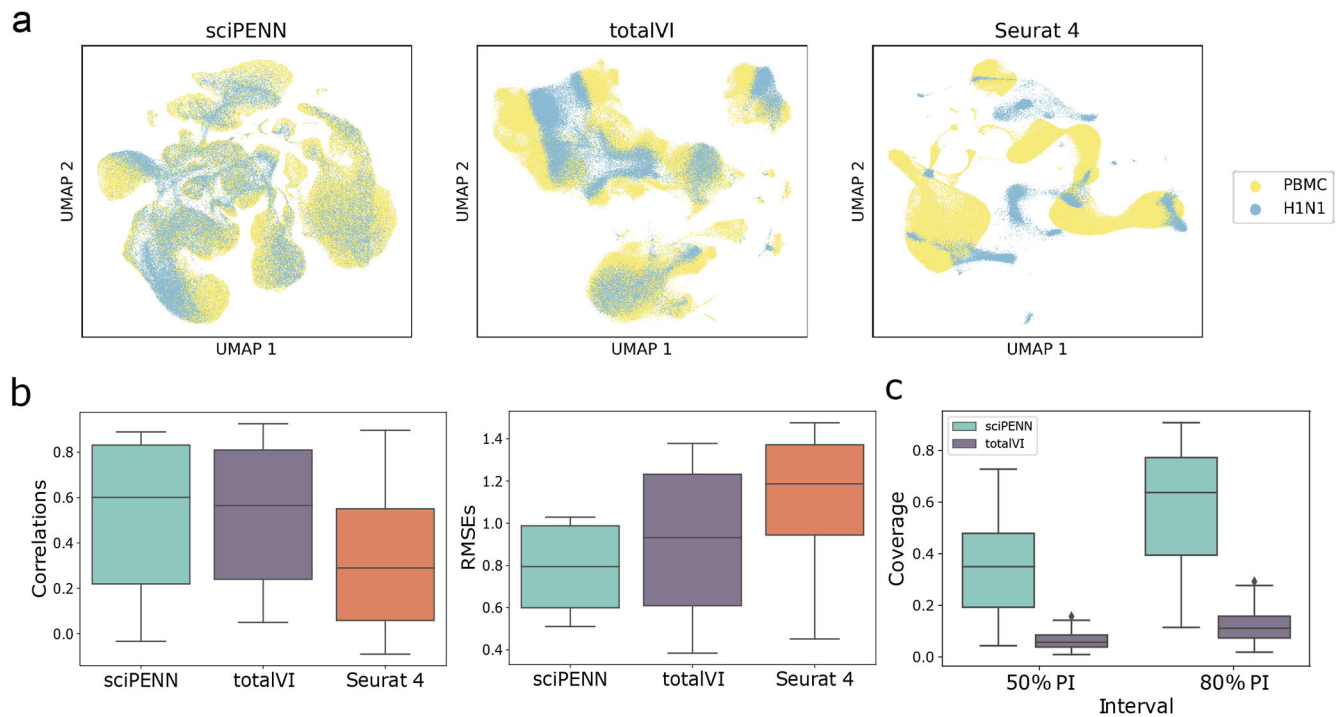 a
sciPENN
totalVI
Seurat 4
UMAP 2
UMAP 1
UMAP 2
UMAP 1
UMAP 2
UMAP 1
PBMC
H1N1
b
Correlations
0.8
0.6
0.4
0.2
0.0
sciPENN
totalVI
Seurat 4
RMSEs
1.4
1.2
1.0
0.8
0.6
0.4
sciPENN
totalVI
Seurat 4
c
Coverage
0.8
0.6
0.4
0.2
0.0
sciPENN
totalVI
50% PI
80% PI
Interval